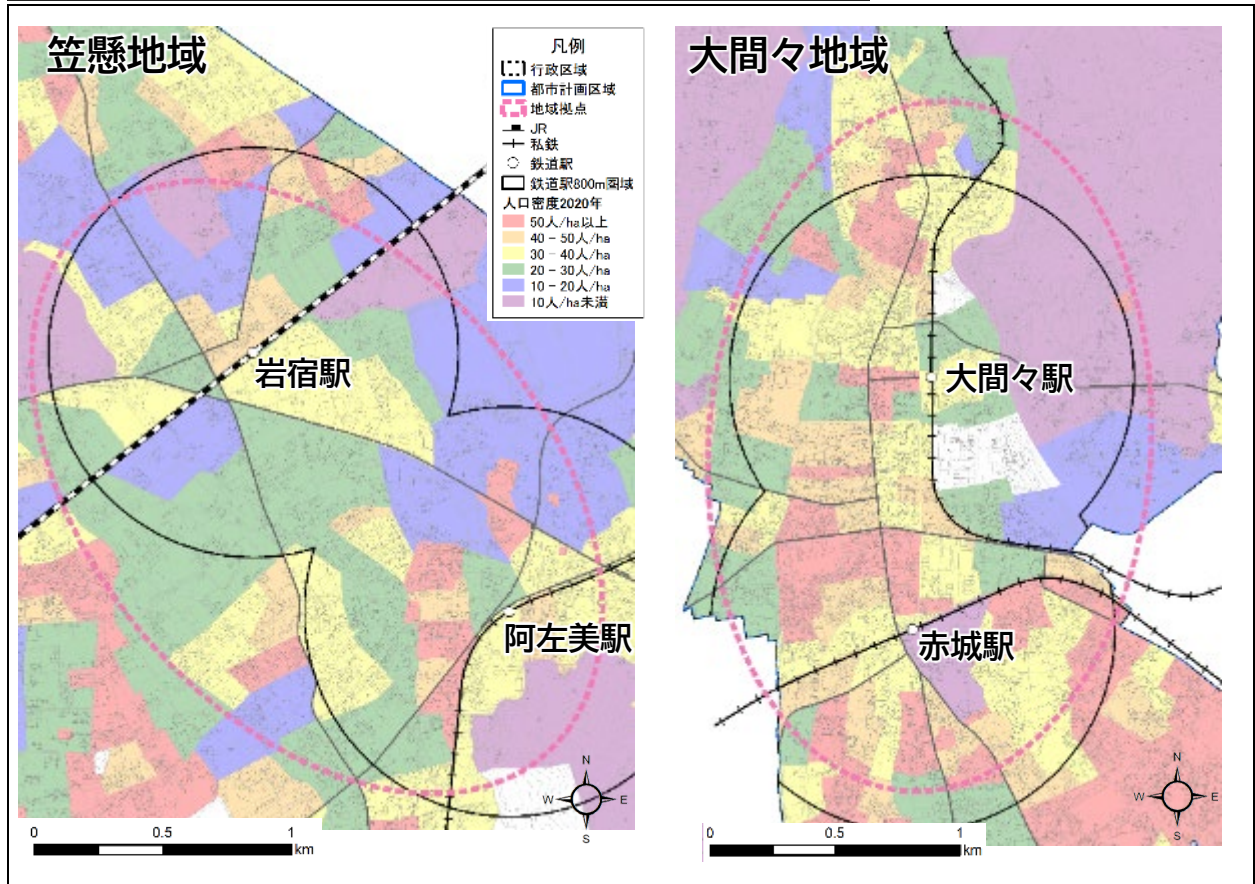 笠懸地域
凡例
行政区域
都市計画区域
地域拠点
JR
私鉄
鉄道駅
鉄道駅800m圏域
人口密度2020年
50人/ha以上
40－50人/ha
30－40人/ha
20－30人/ha
10－20人/ha
10人/ha未満
岩宿駅
阿左美駅
N
W
E
S
0
0.5
1
km
大間々地域
大間々駅
赤城駅
N
W
E
S
0
0.5
1
km